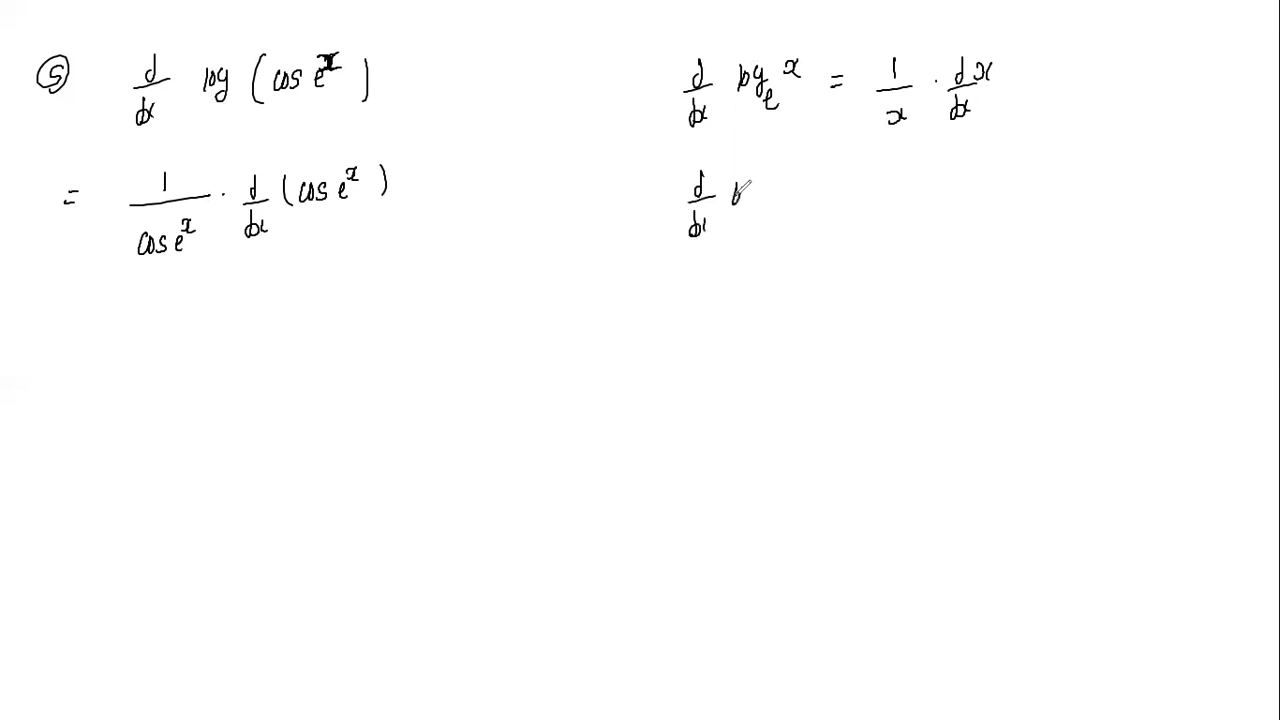 ⑤ d/dx log (cos e^x)
d/dx log_e x = 1/x · dx/dx
= 1/cos e^x · d/dx (cos e^x)
d/dx